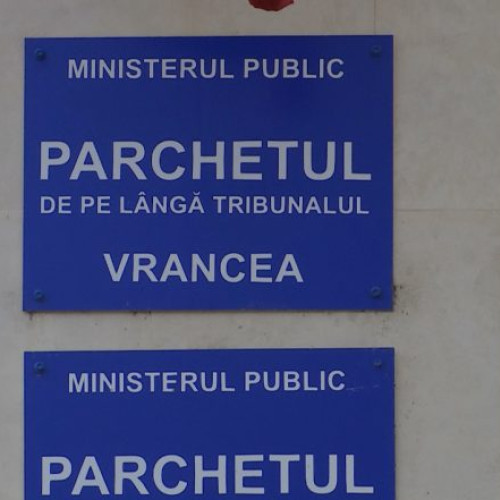 MINISTERUL PUBLIC
PARCHETUL
DE PE LÂNGĂ TRIBUNALUL
VRANCEA
MINISTERUL PUBLIC
PARCHETUL